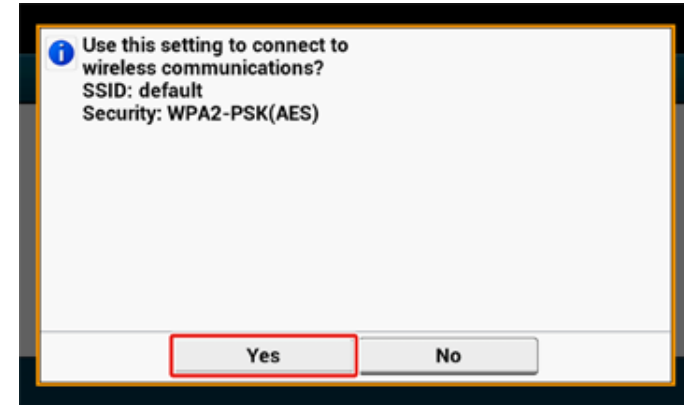 Use this setting to connect to
wireless communications?
SSID: default
Security: WPA2-PSK(AES)
Yes
No